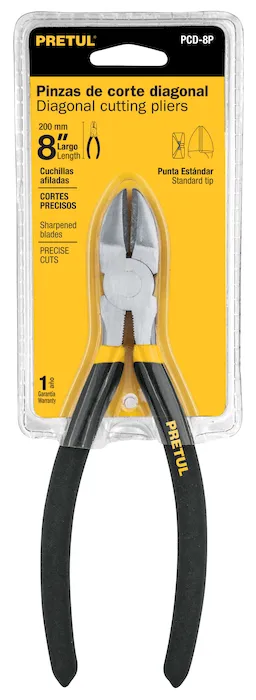 PRETUL PCD-8P
Pinzas de corte diagonal
Diagonal cutting pliers
200 mm
8" Largo
Length
Cuchillas
afiladas
CORTES
PRECISOS
Sharpened
blades
PRECISE
CUTS
Punta Estándar
Standard tip
1 año
Garantía
Warranty
PRETUL